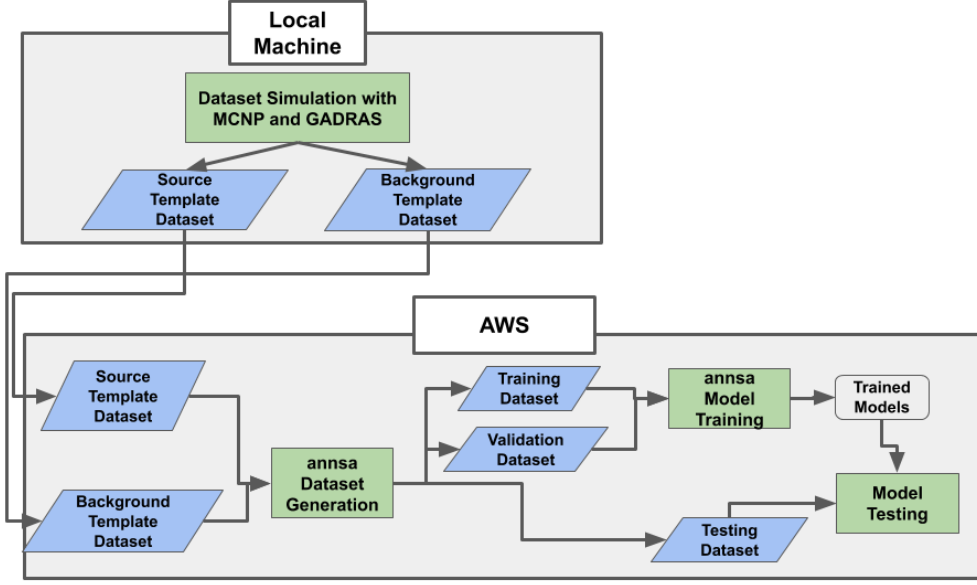 Local
Machine
Dataset Simulation with
MCNP and GADRAS
Source
Template
Dataset
Background
Template
Dataset
AWS
Source
Template
Dataset
Background
Template
Dataset
annsa
Dataset
Generation
Training
Dataset
Validation
Dataset
annsa
Model
Training
Trained
Models
Testing
Dataset
Model
Testing